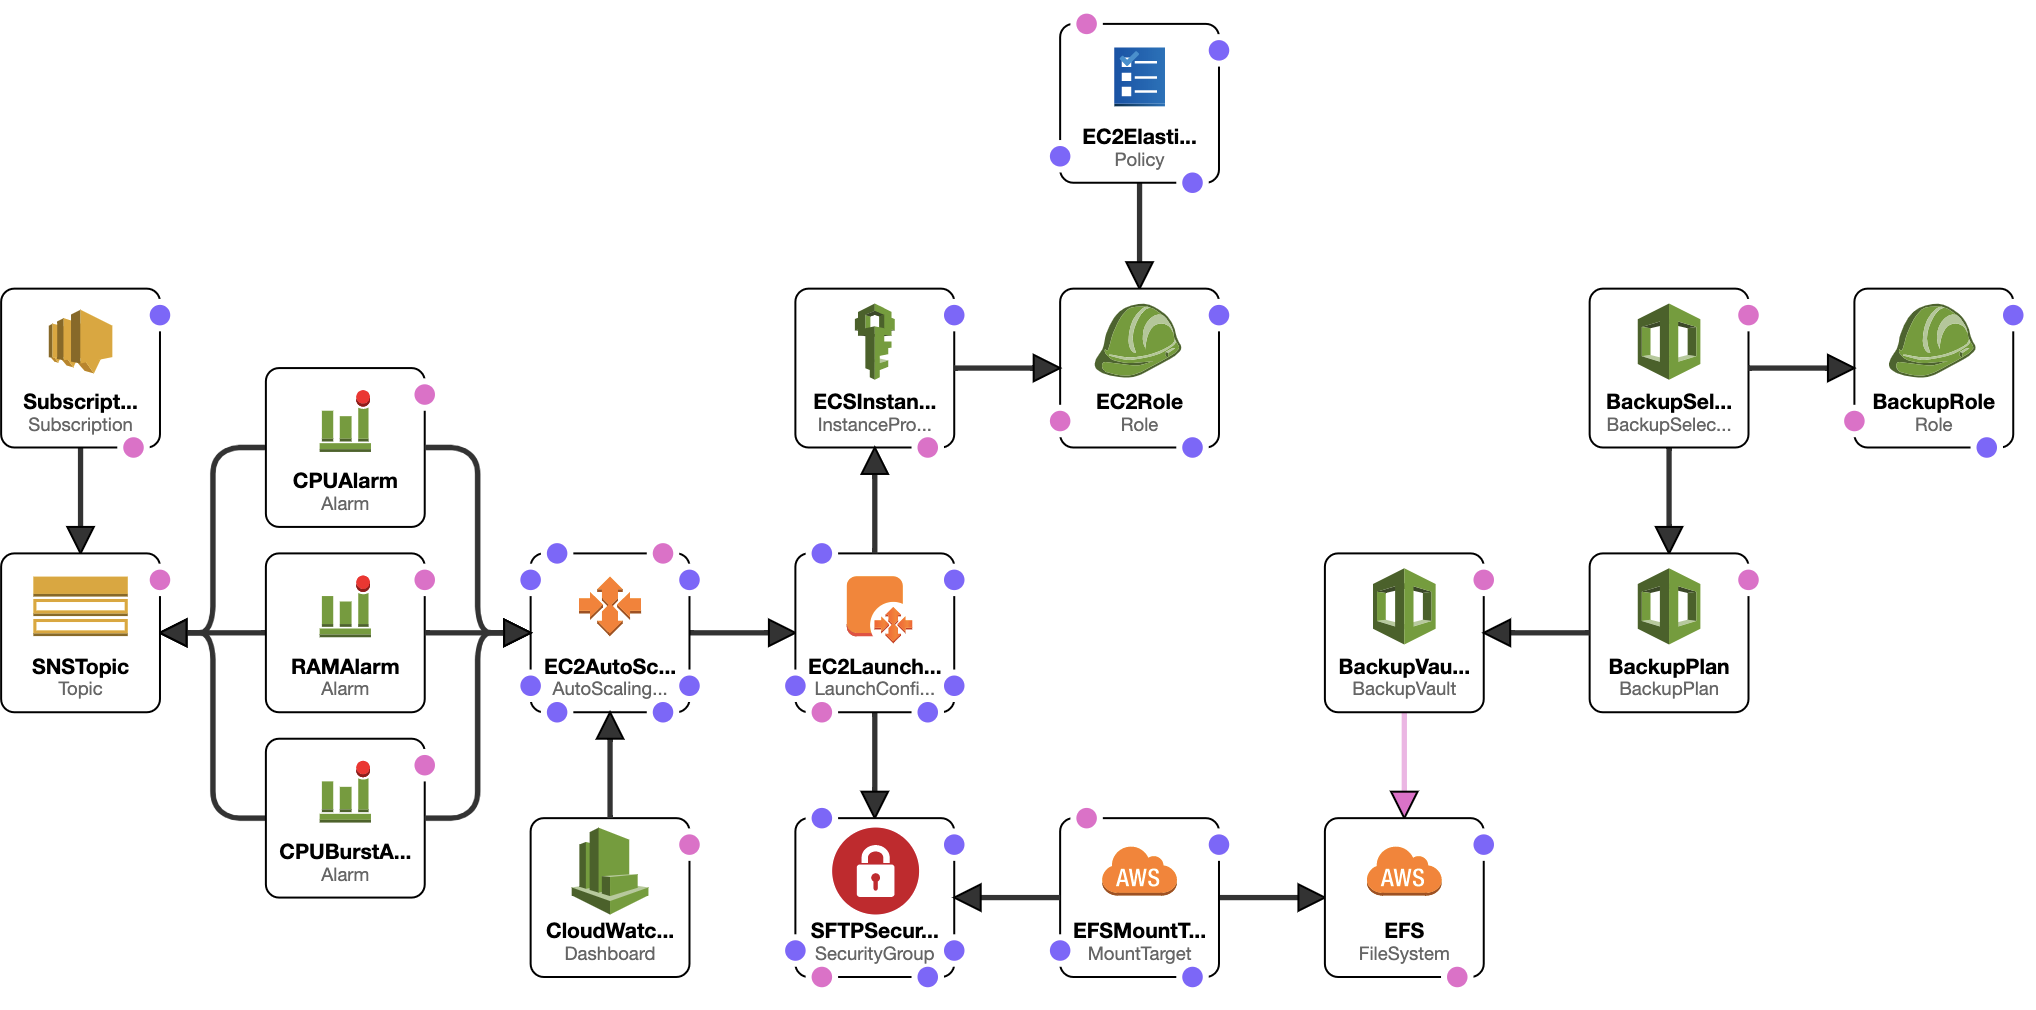 EC2Elasti...
Policy
Subscript...
Subscription
ECSInstan...
InstancePro...
EC2Role
Role
BackupSel...
BackupSelec...
BackupRole
Role
CPUAlarm
Alarm
SNSTopic
Topic
RAMAlarm
Alarm
EC2AutoSc...
AutoScaling...
EC2Launch...
LaunchConfi...
BackupVau...
BackupVault
BackupPlan
BackupPlan
CPUBurstA...
Alarm
CloudWatc...
Dashboard
SFTPSecur...
SecurityGroup
AWS
EFSMountT...
MountTarget
AWS
EFS
FileSystem